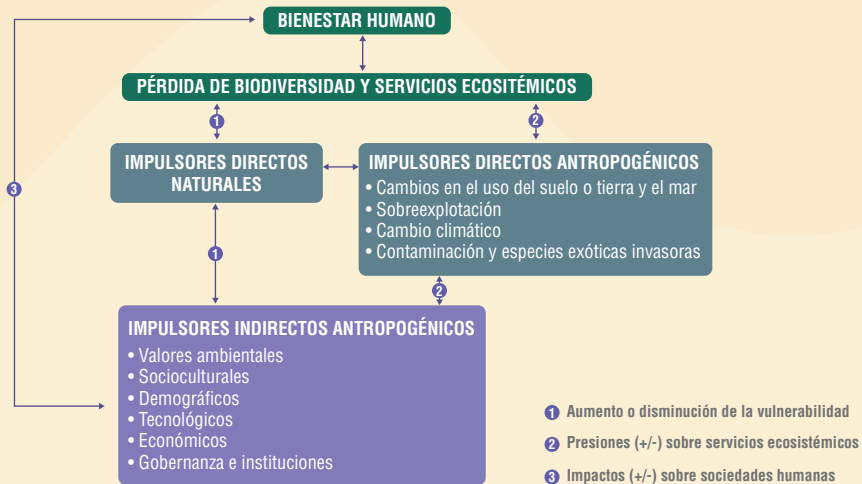 BIENESTAR HUMANO
PÉRDIDA DE BIODIVERSIDAD Y SERVICIOS ECOSITÉMICOS
1
2
IMPULSORES DIRECTOS
NATURALES
IMPULSORES DIRECTOS ANTROPOGÉNICOS
• Cambios en el uso del suelo o tierra y el mar
• Sobreexplotación
• Cambio climático
• Contaminación y especies exóticas invasoras
3
1
2
IMPULSORES INDIRECTOS ANTROPOGÉNICOS
• Valores ambientales
• Socioculturales
• Demográficos
• Tecnológicos
• Económicos
• Gobernanza e instituciones
1 Aumento o disminución de la vulnerabilidad
2 Presiones (+/-) sobre servicios ecosistémicos
3 Impactos (+/-) sobre sociedades humanas